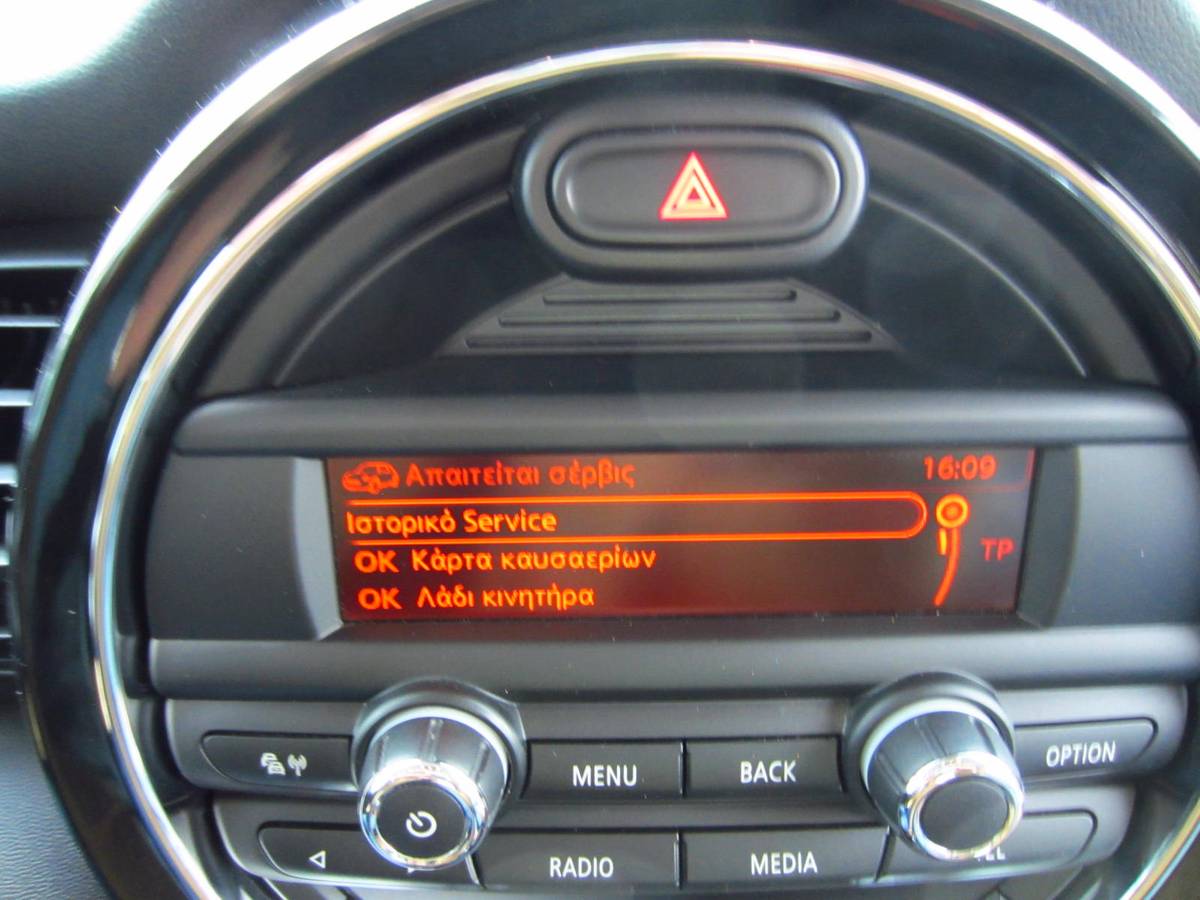 Απαιτείται σέρβις 16:09
Ιστορικό Service
TP
OK Κάρτα καυσαερίων
OK Λάδι κινητήρα
MENU BACK OPTION
RADIO MEDIA